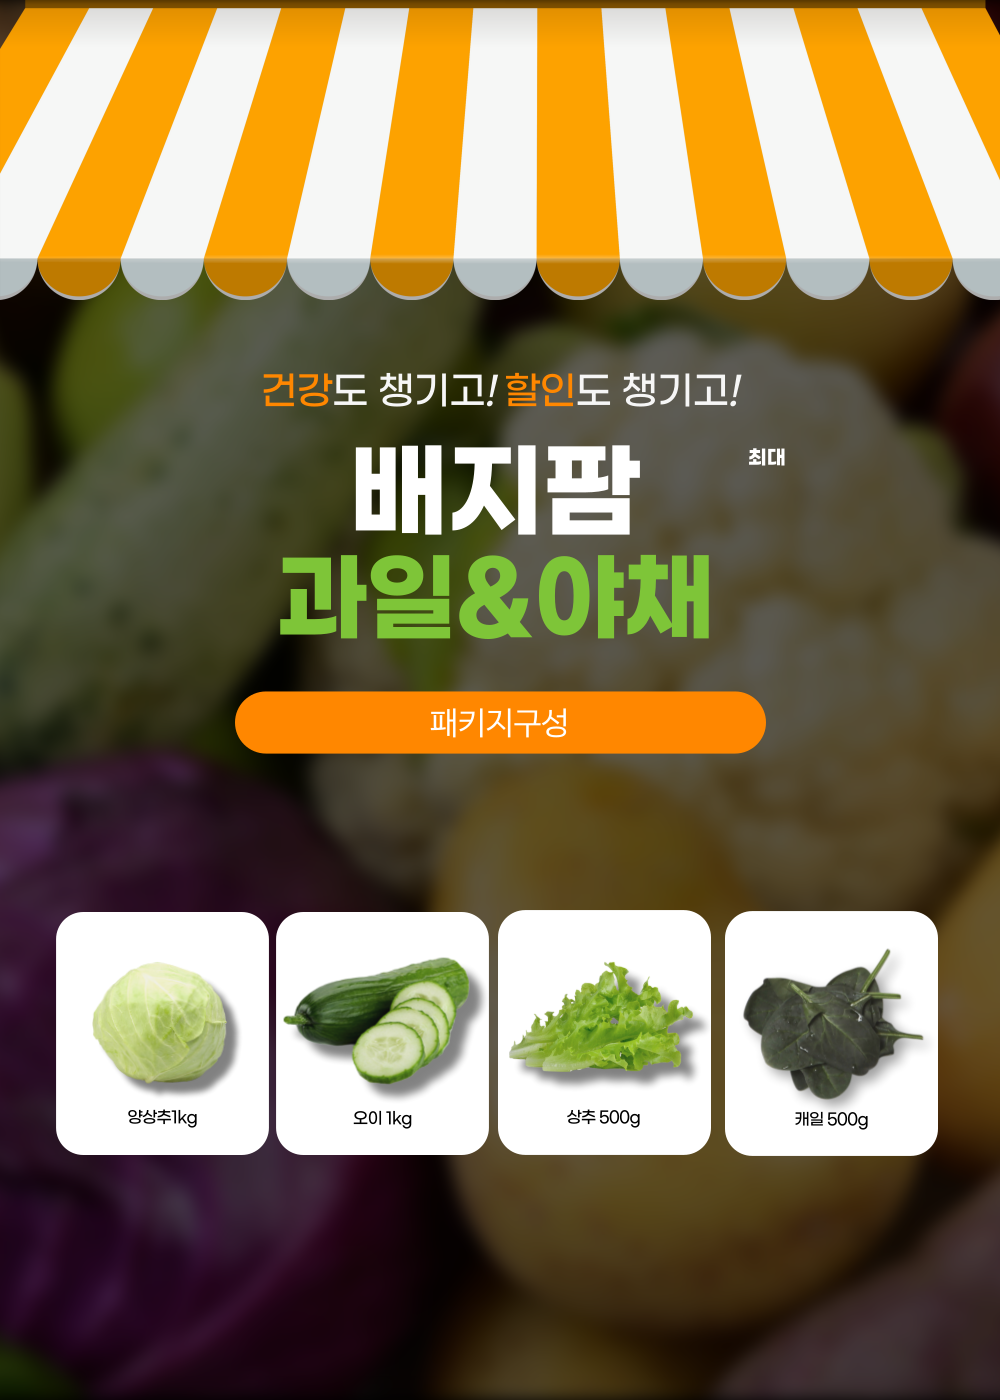 건강도 챙기고! 할인도 챙기고!
배지팜
최대
과일&야채
패키지구성
양상추1kg
오이 1kg
상추 500g
캐일 500g